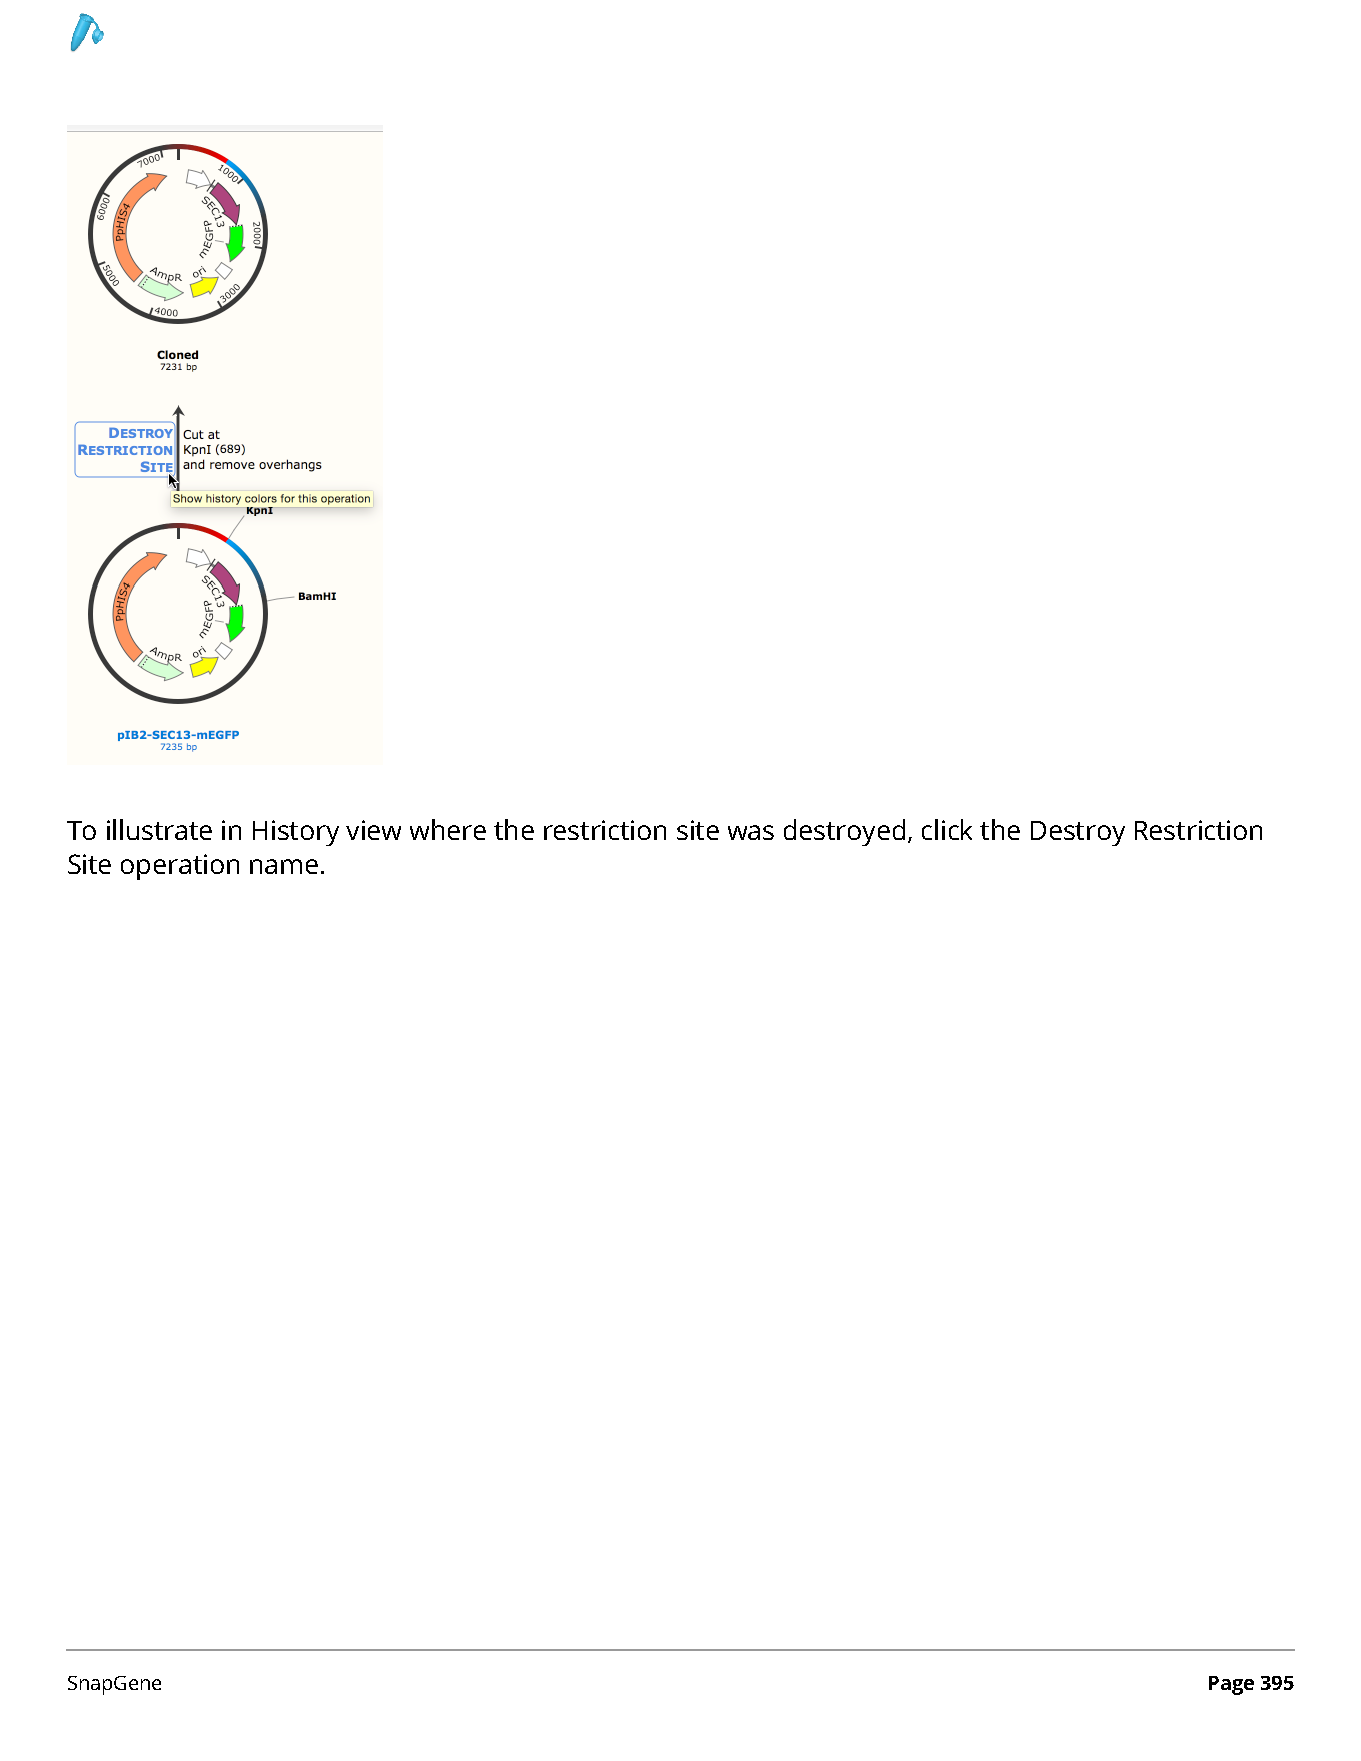 7000
1000
6000
PpHIS4
SEC13
mEGFP
2000
5000
AmpR
ori
3000
4000
Cloned
7231 bp
DESTROY
RESTRICTION
SITE
Cut at
KpnI (689)
and remove overhangs
Show history colors for this operation
KpnI
PpHIS4
SEC13
mEGFP
BamHI
AmpR
ori
pIB2-SEC13-mEGFP
7235 bp
To illustrate in History view where the restriction site was destroyed, click the Destroy Restriction
Site operation name.
SnapGene
Page 395